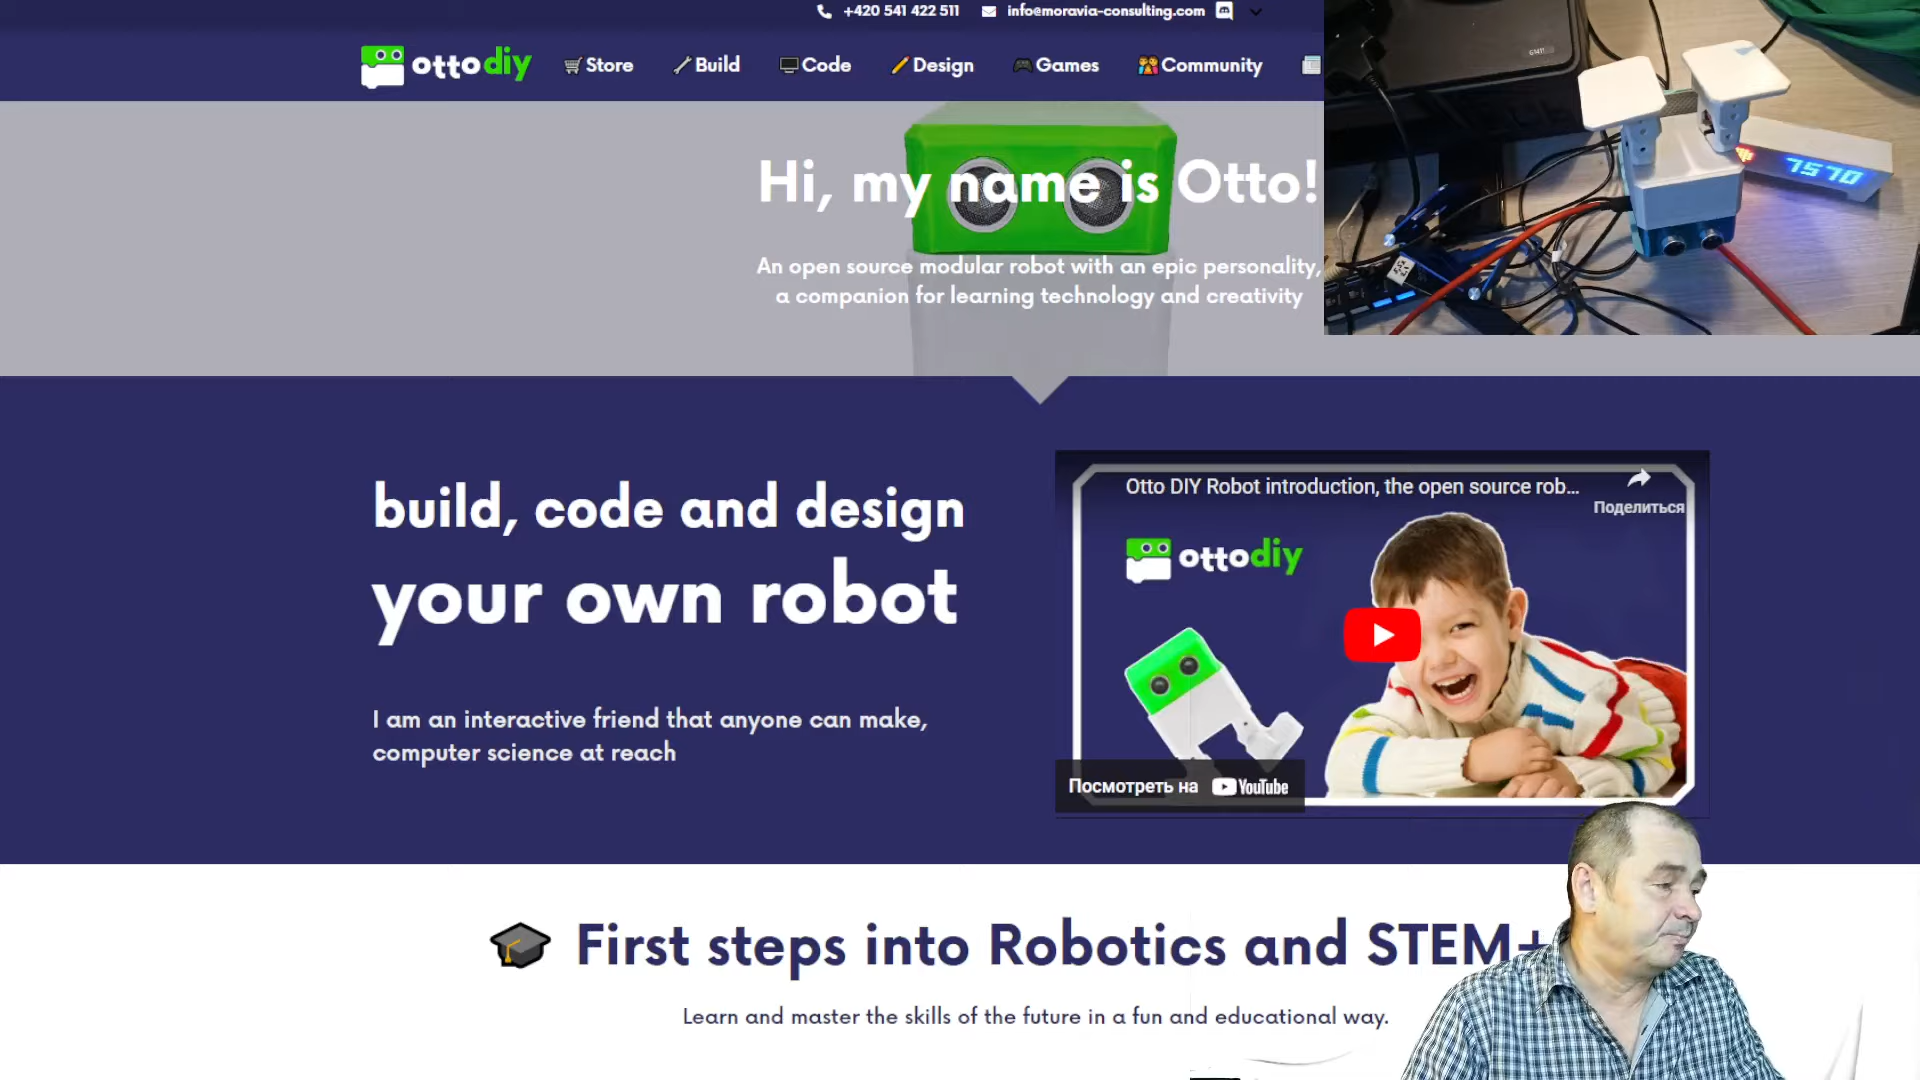 +420 541 422 511 info@moravia-consulting.com
ottodiy Store Build Code Design Games Community
Hi, my name is Otto!
An open source modular robot with an epic personality,
a companion for learning technology and creativity
7570
build, code and design
your own robot
I am an interactive friend that anyone can make,
computer science at reach
Otto DIY Robot introduction, the open source rob...
Поделиться
ottodiy
Посмотреть на YouTube
First steps into Robotics and STEM+
Learn and master the skills of the future in a fun and educational way.